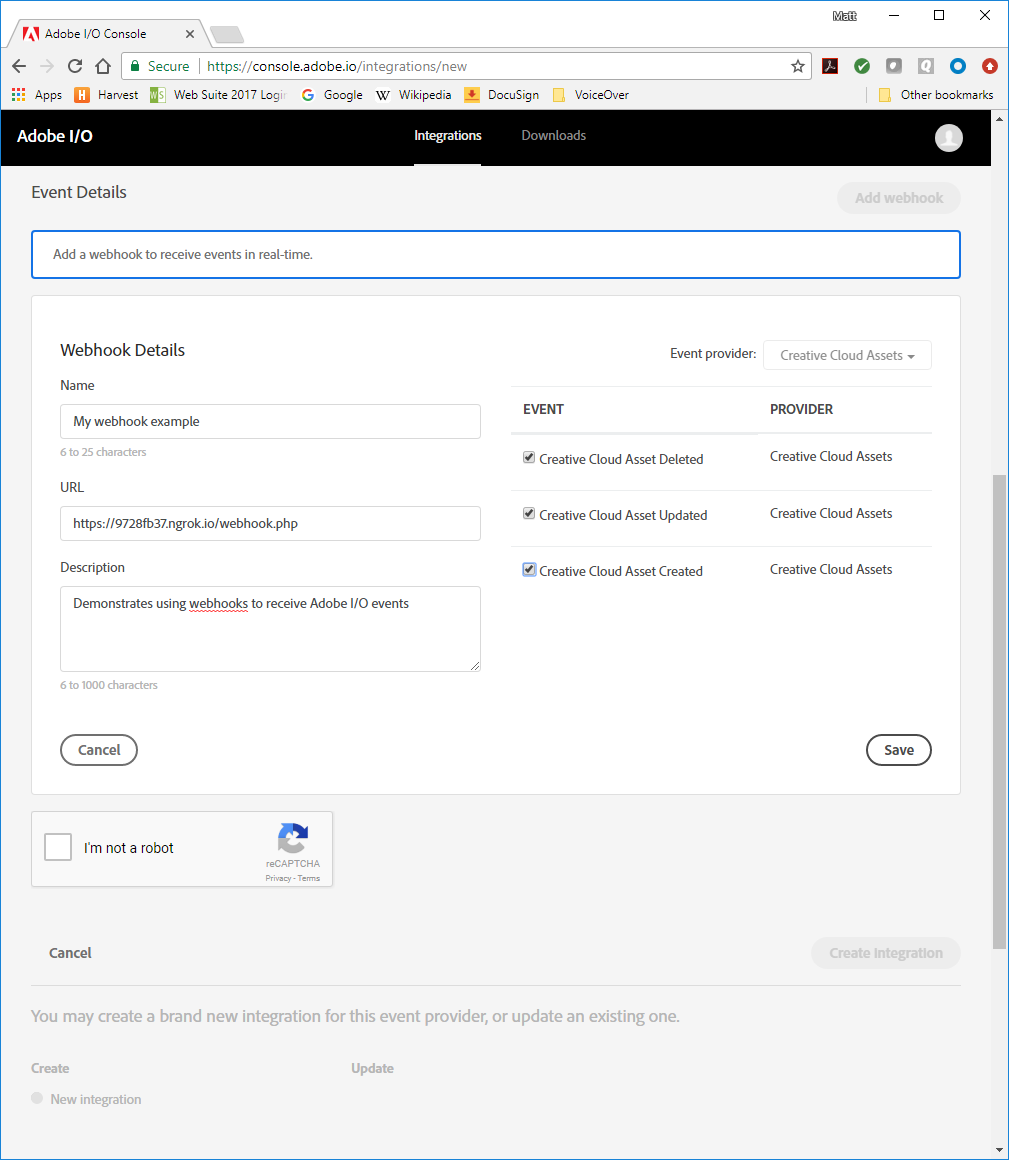 Matt
Adobe I/O Console
Secure https://console.adobe.io/integrations/new
Apps Harvest Web Suite 2017 Login Google Wikipedia DocuSign VoiceOver Other bookmarks
Adobe I/O Integrations Downloads
Event Details Add webhook
Add a webhook to receive events in real-time.
Webhook Details
Name
My webhook example
6 to 25 characters
URL
https://9728fb37.ngrok.io/webhook.php
Description
Demonstrates using webhooks to receive Adobe I/O events
6 to 1000 characters
Event provider: Creative Cloud Assets
EVENT PROVIDER
Creative Cloud Asset Deleted Creative Cloud Assets
Creative Cloud Asset Updated Creative Cloud Assets
Creative Cloud Asset Created Creative Cloud Assets
Cancel Save
I'm not a robot
reCAPTCHA
Privacy - Terms
Cancel Create Integration
You may create a brand new integration for this event provider, or update an existing one.
Create Update
New integration